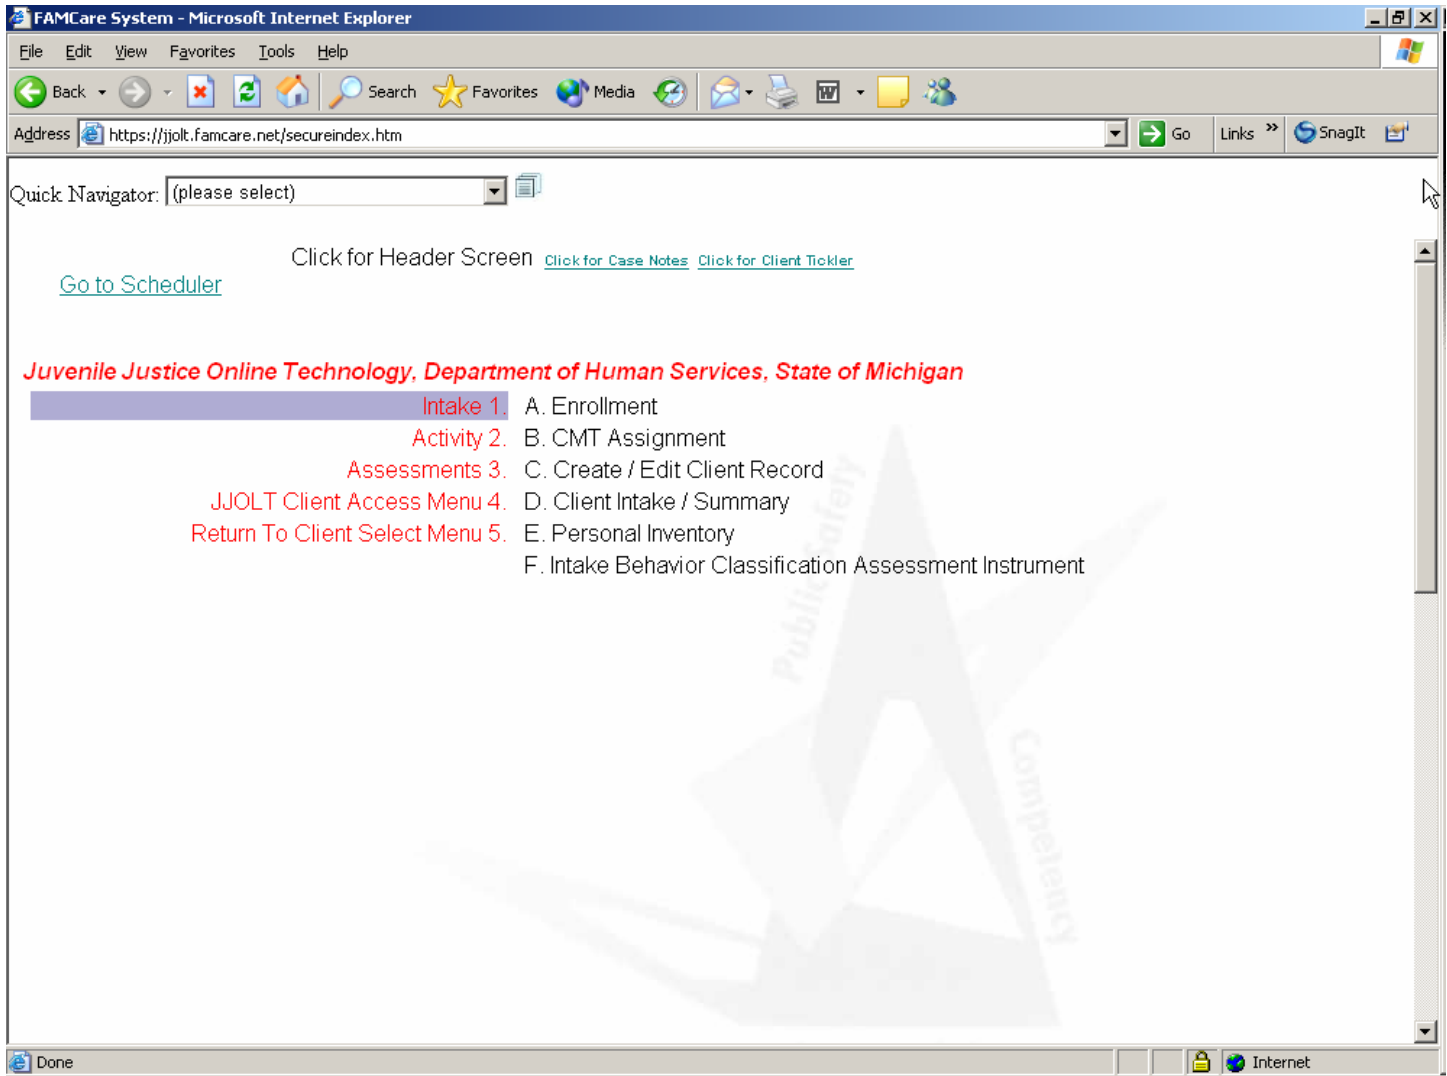 FAMCare System - Microsoft Internet Explorer
File Edit View Favorites Tools Help
Back Search Favorites Media
Address https://jjolt.famcare.net/secureindex.htm Go Links » SnagIt
Quick Navigator: (please select)
Click for Header Screen Click for Case Notes Click for Client Tickler
Go to Scheduler
Juvenile Justice Online Technology, Department of Human Services, State of Michigan
Intake 1. A. Enrollment
Activity 2. B. CMT Assignment
Assessments 3. C. Create / Edit Client Record
JJOLT Client Access Menu 4. D. Client Intake / Summary
Return To Client Select Menu 5. E. Personal Inventory
F. Intake Behavior Classification Assessment Instrument
Public Safety
Competency
Done Internet